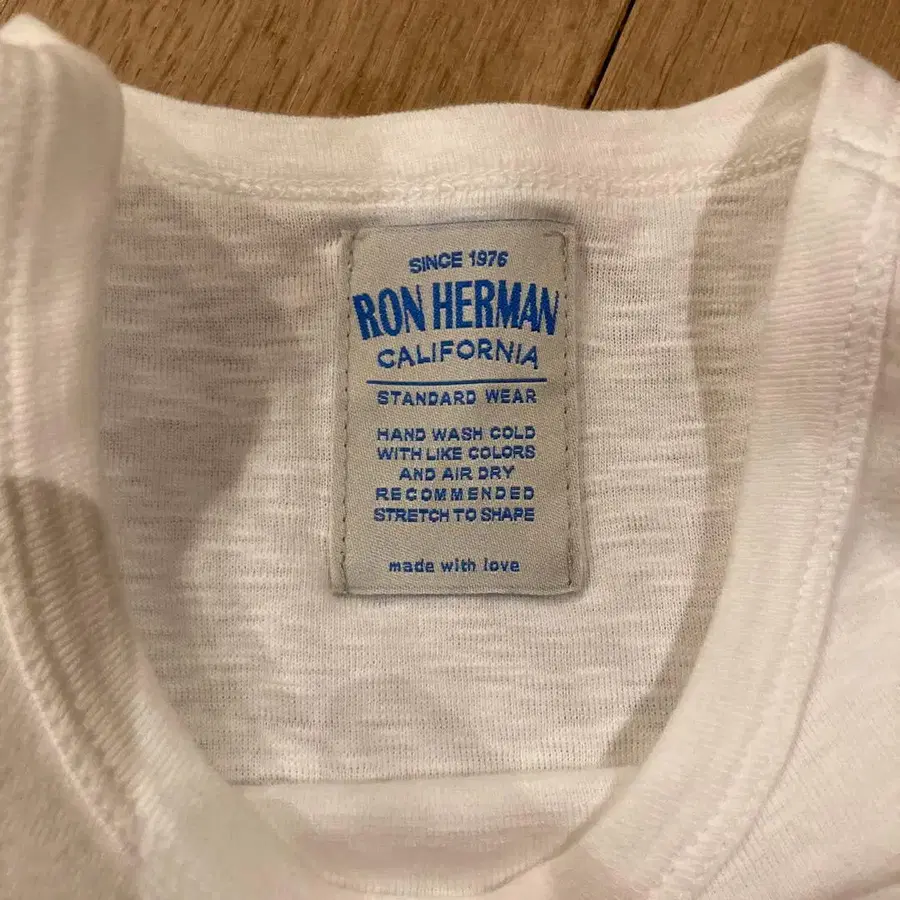 SINCE 1976
RON HERMAN
CALIFORNIA
STANDARD WEAR
HAND WASH COLD
WITH LIKE COLORS
AND AIR DRY
RECOMMENDED
STRETCH TO SHAPE
made with love